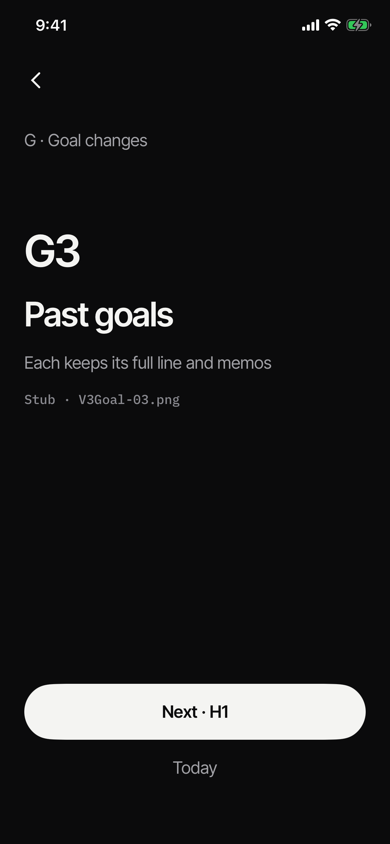 9:41
G · Goal changes
G3
Past goals
Each keeps its full line and memos
Stub · V3Goal-03.png
Next · H1
Today